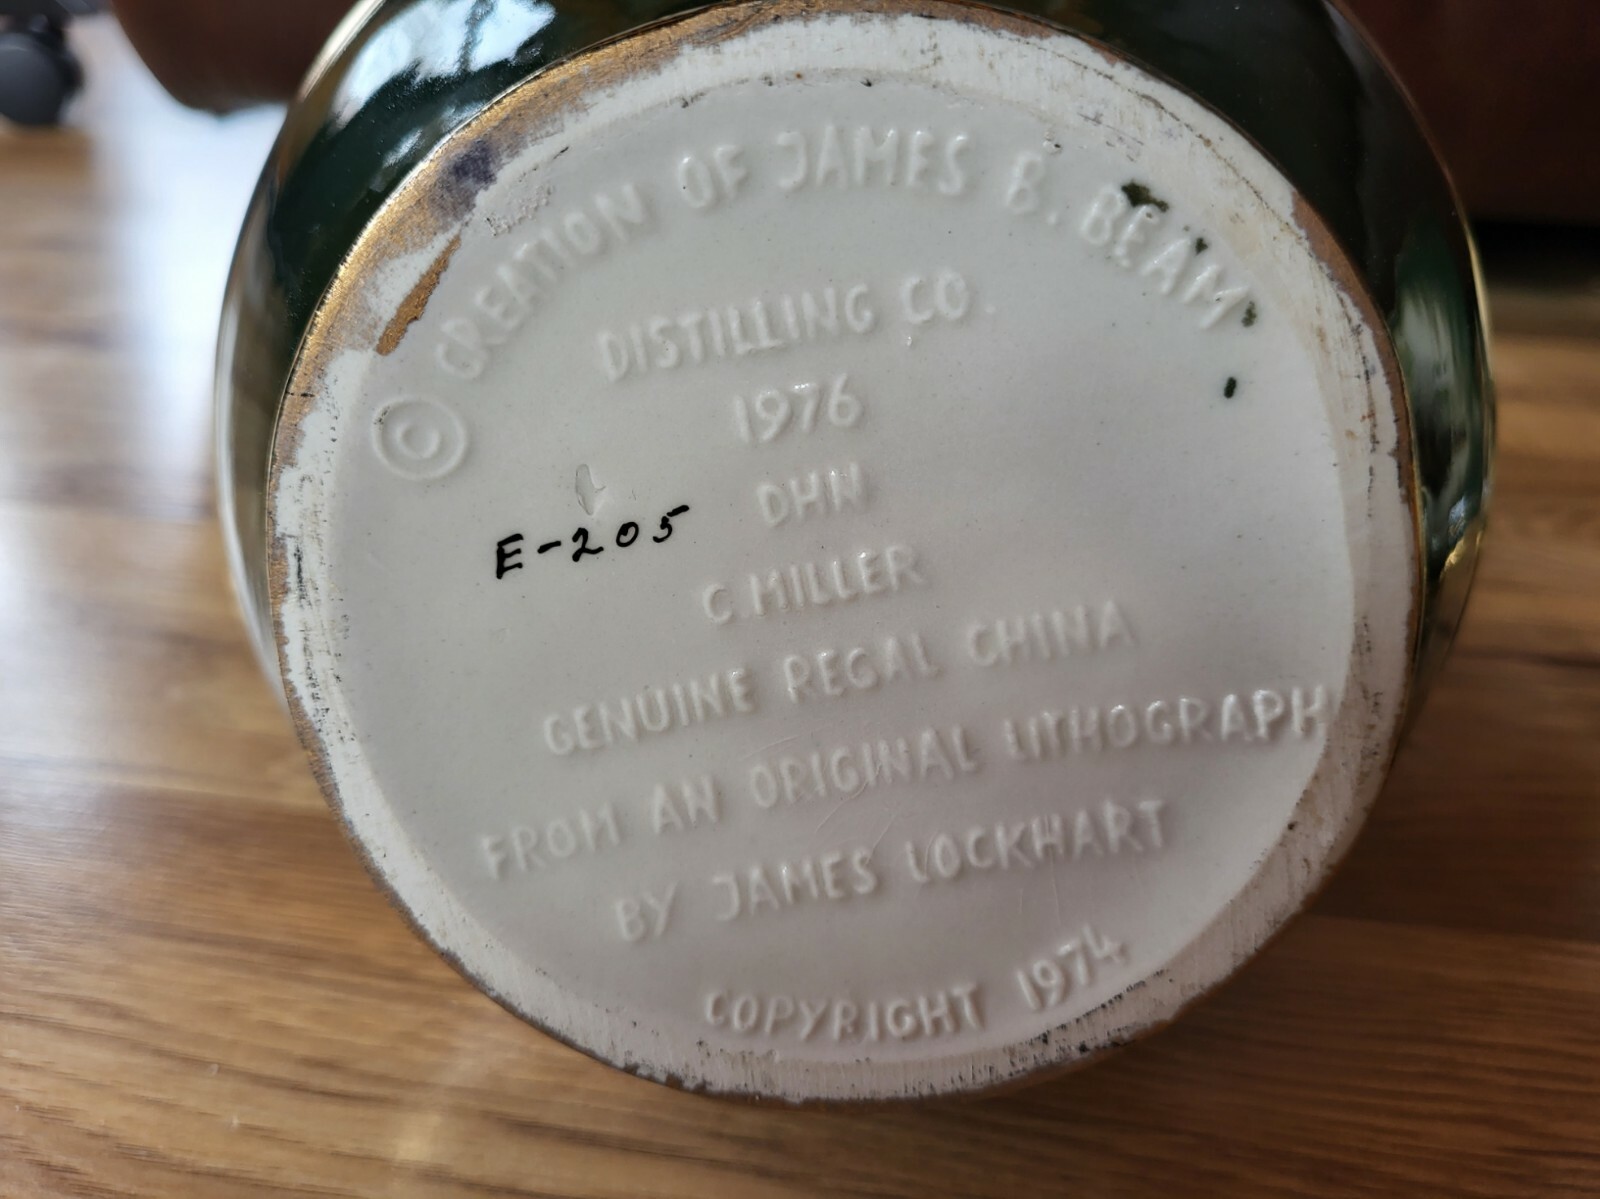 © CREATION OF JAMES B. BEAM
DISTILLING CO.
1976
DHN
E-205
C. MILLER
GENUINE REGAL CHINA
FROM AN ORIGINAL LITHOGRAPH
BY JAMES LOCKHART
COPYRIGHT 1974